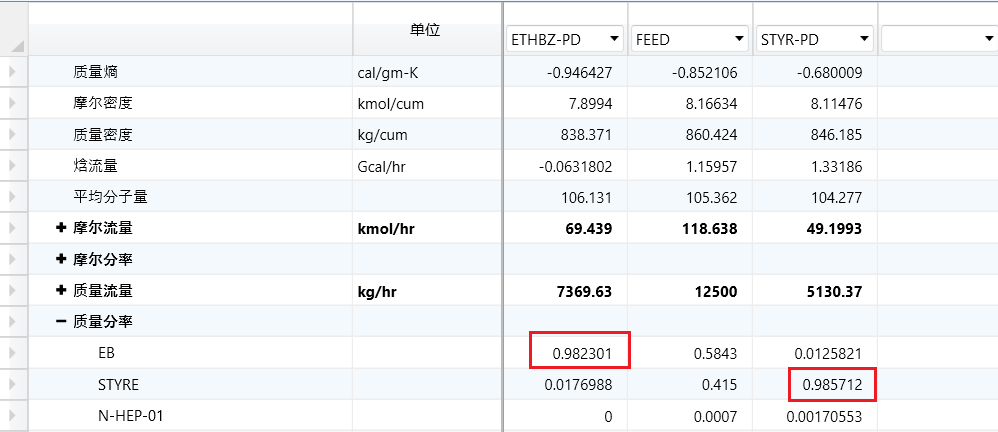 单位 ETHBZ-PD FEED STYR-PD
质量熵 cal/gm-K -0.946427 -0.852106 -0.680009
摩尔密度 kmol/cum 7.8994 8.16634 8.11476
质量密度 kg/cum 838.371 860.424 846.185
焓流量 Gcal/hr -0.0631802 1.15957 1.33186
平均分子量 106.131 105.362 104.277
摩尔流量 kmol/hr 69.439 118.638 49.1993
摩尔分率
质量流量 kg/hr 7369.63 12500 5130.37
质量分率
EB 0.982301 0.5843 0.0125821
STYRE 0.0176988 0.415 0.985712
N-HEP-01 0 0.0007 0.00170553